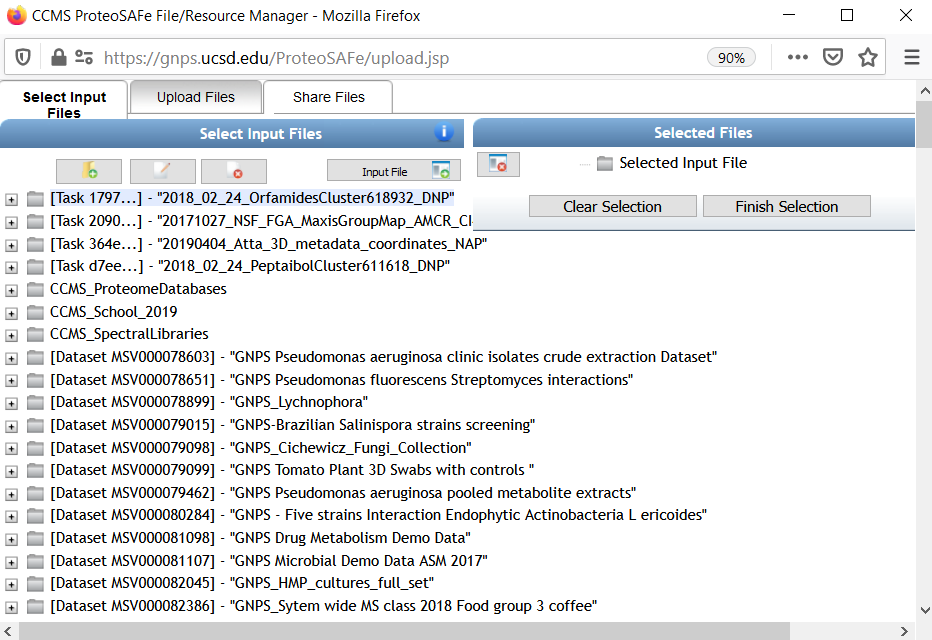 CCMS ProteoSAFe File/Resource Manager - Mozilla Firefox
https://gnps.ucsd.edu/ProteoSAFe/upload.jsp
90%
Select Input Files
Upload Files
Share Files
Select Input Files
Input File
[Task 1797...] - "2018_02_24_OrfamidesCluster618932_DNP"
[Task 2090...] - "20171027_NSF_FGA_MaxisGroupMap_AMCR_CI-
[Task 364e...] - "20190404_Atta_3D_metadata_coordinates_NAP"
[Task d7ee...] - "2018_02_24_PeptaibolCluster611618_DNP"
CCMS_ProteomeDatabases
CCMS_School_2019
CCMS_SpectralLibraries
[Dataset MSV000078603] - "GNPS Pseudomonas aeruginosa clinic isolates crude extraction Dataset"
[Dataset MSV000078651] - "GNPS Pseudomonas fluorescens Streptomyces interactions"
[Dataset MSV000078899] - "GNPS_Lychnophora"
[Dataset MSV000079015] - "GNPS-Brazilian Salinispora strains screening"
[Dataset MSV000079098] - "GNPS_Cichewicz_Fungi_Collection"
[Dataset MSV000079099] - "GNPS Tomato Plant 3D Swabs with controls "
[Dataset MSV000079462] - "GNPS Pseudomonas aeruginosa pooled metabolite extracts"
[Dataset MSV000080284] - "GNPS - Five strains Interaction Endophytic Actinobacteria L ericoides"
[Dataset MSV000081098] - "GNPS Drug Metabolism Demo Data"
[Dataset MSV000081107] - "GNPS Microbial Demo Data ASM 2017"
[Dataset MSV000082045] - "GNPS_HMP_cultures_full_set"
[Dataset MSV000082386] - "GNPS_Sytem wide MS class 2018 Food group 3 coffee"
Selected Files
Selected Input File
Clear Selection
Finish Selection